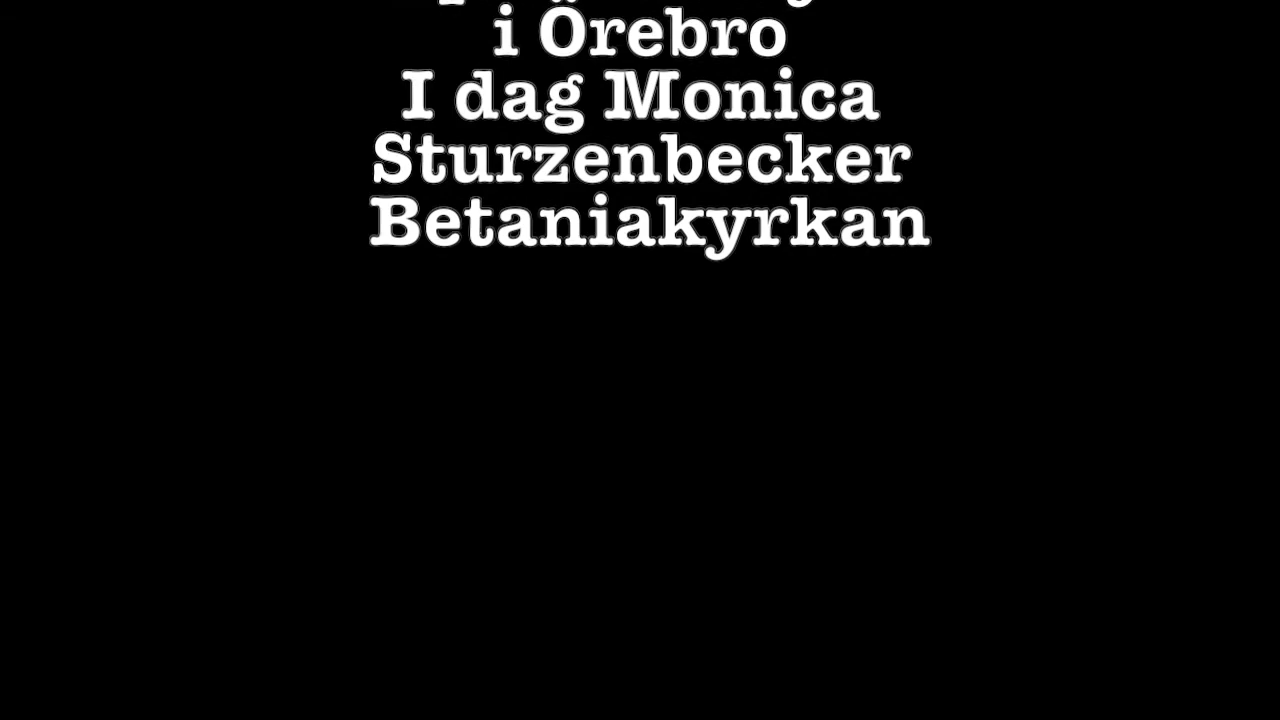 i Örebro
I dag Monica
Sturzenbecker
Betaniakyrkan